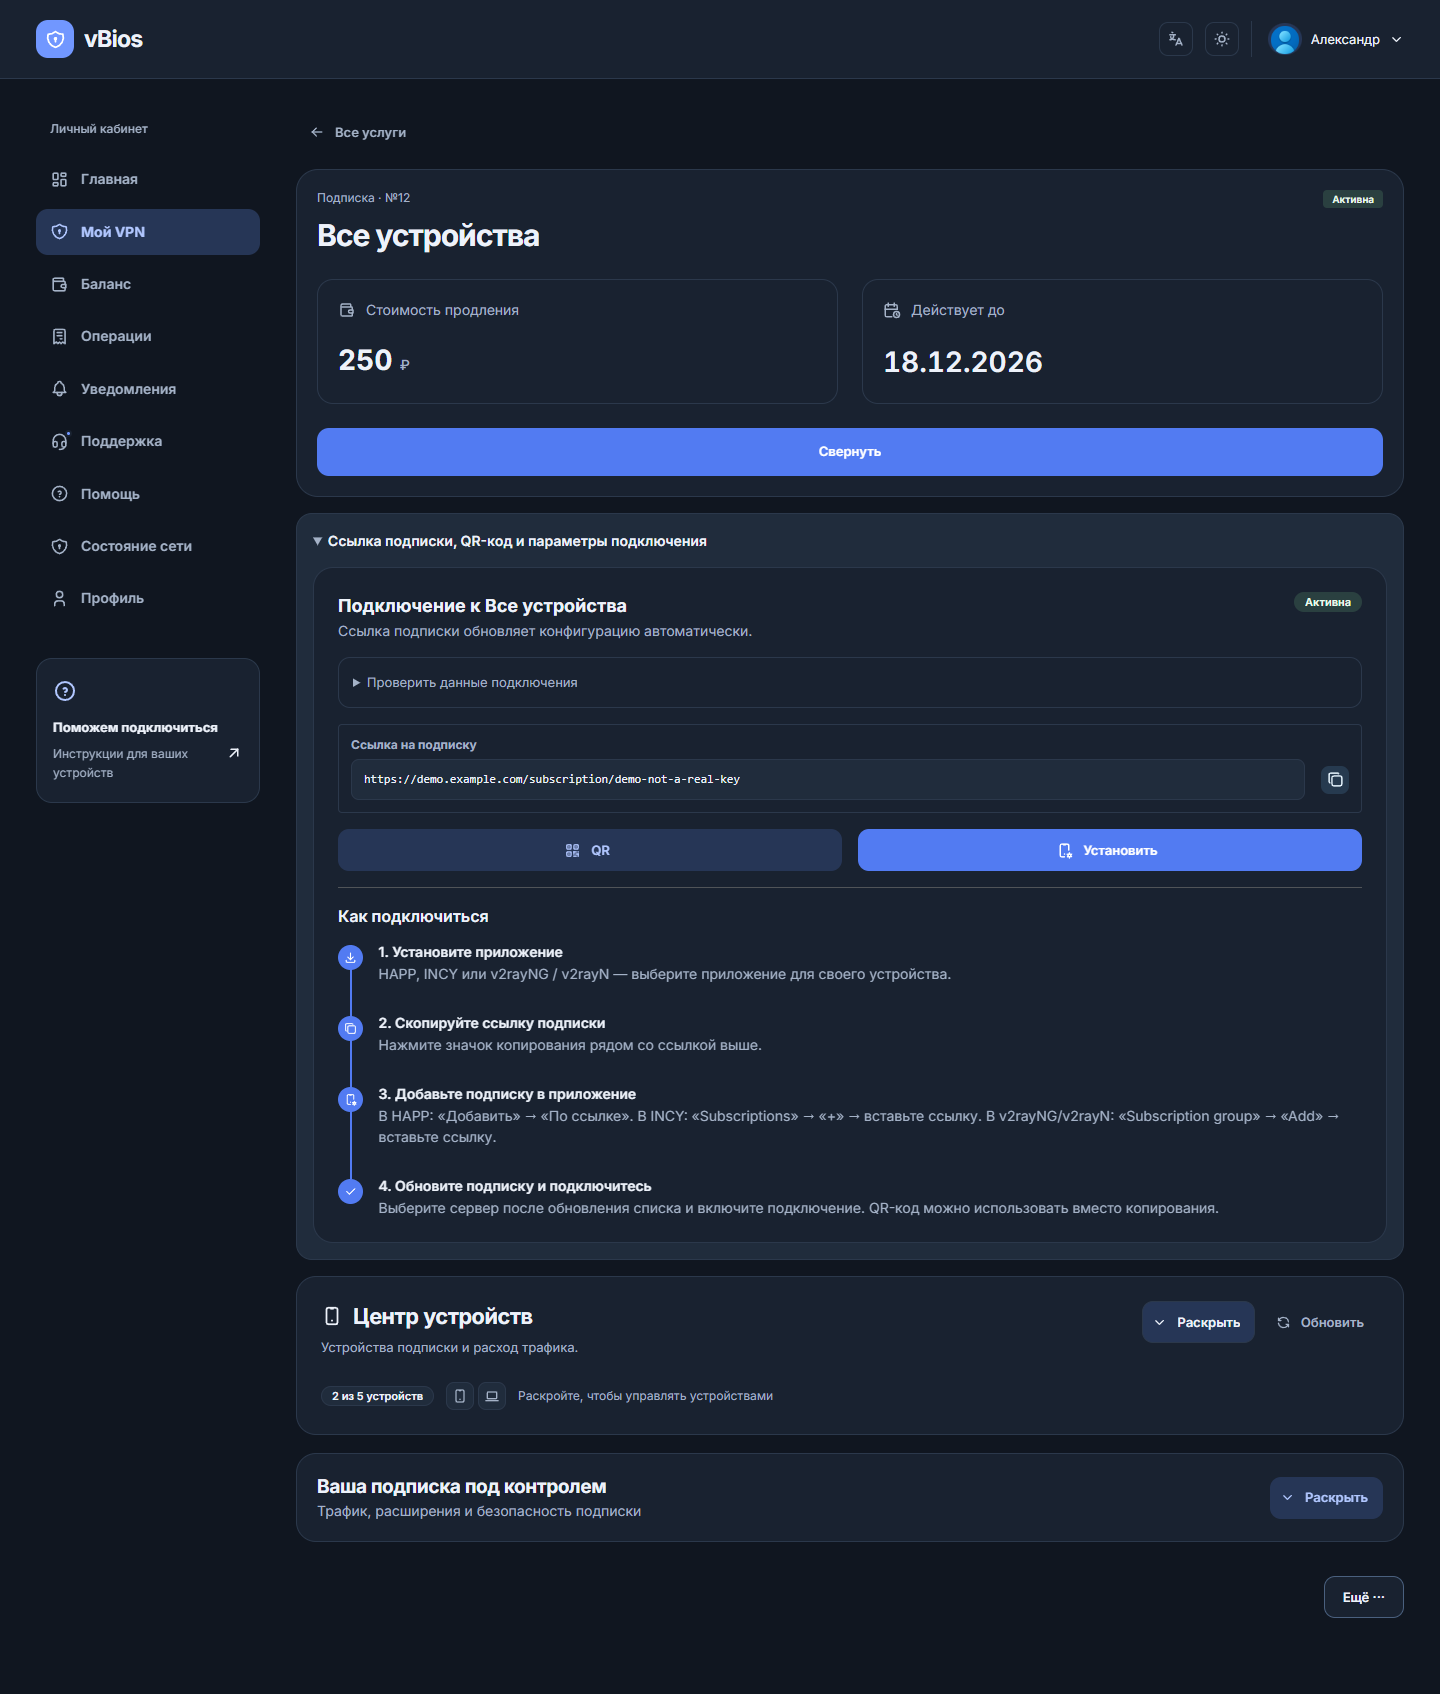 vBios
Александр
Личный кабинет
Главная
Мой VPN
Баланс
Операции
Уведомления
Поддержка
Помощь
Состояние сети
Профиль
Поможем подключиться
Инструкции для ваших
устройств
Все услуги
Подписка · №12
Активна
Все устройства
Стоимость продления
250 ₽
Действует до
18.12.2026
Свернуть
Ссылка подписки, QR-код и параметры подключения
Подключение к Все устройства
Активна
Ссылка подписки обновляет конфигурацию автоматически.
Проверить данные подключения
Ссылка на подписку
https://demo.example.com/subscription/demo-not-a-real-key
QR
Установить
Как подключиться
1. Установите приложение
HAPP, INCY или v2rayNG / v2rayN — выберите приложение для своего устройства.
2. Скопируйте ссылку подписки
Нажмите значок копирования рядом со ссылкой выше.
3. Добавьте подписку в приложение
В HAPP: «Добавить» → «По ссылке». В INCY: «Subscriptions» → «+» → вставьте ссылку. В v2rayNG/v2rayN: «Subscription group» → «Add» →
вставьте ссылку.
4. Обновите подписку и подключитесь
Выберите сервер после обновления списка и включите подключение. QR-код можно использовать вместо копирования.
Центр устройств
Раскрыть
Обновить
Устройства подписки и расход трафика.
2 из 5 устройств
Раскройте, чтобы управлять устройствами
Ваша подписка под контролем
Трафик, расширения и безопасность подписки
Раскрыть
Ещё ···